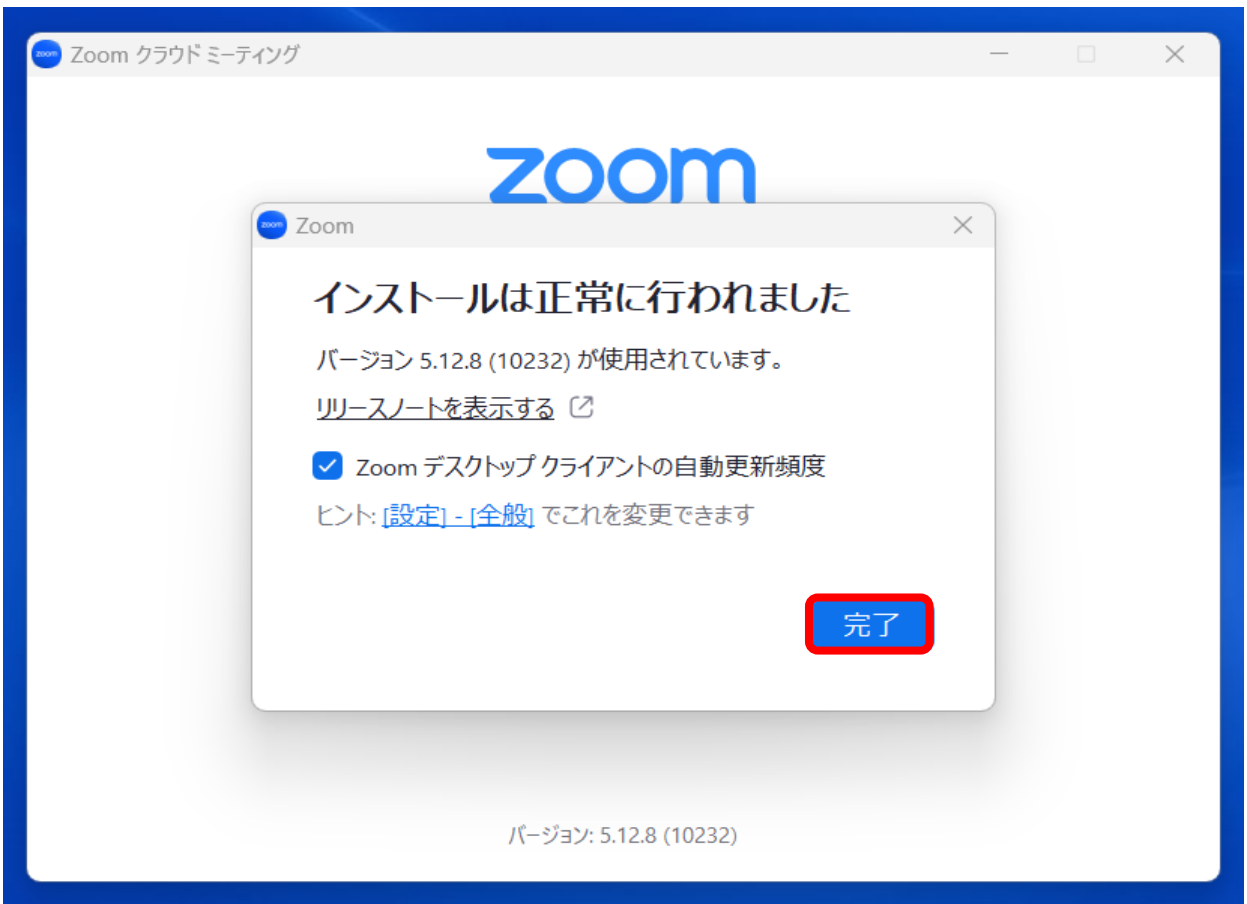 zoom Zoom クラウド ミーティング
zoom
zoom Zoom
インストールは正常に行われました
バージョン 5.12.8 (10232) が使用されています。
リリースノートを表示する
Zoom デスクトップ クライアントの自動更新頻度
ヒント: [設定] - [全般] でこれを変更できます
完了
バージョン: 5.12.8 (10232)